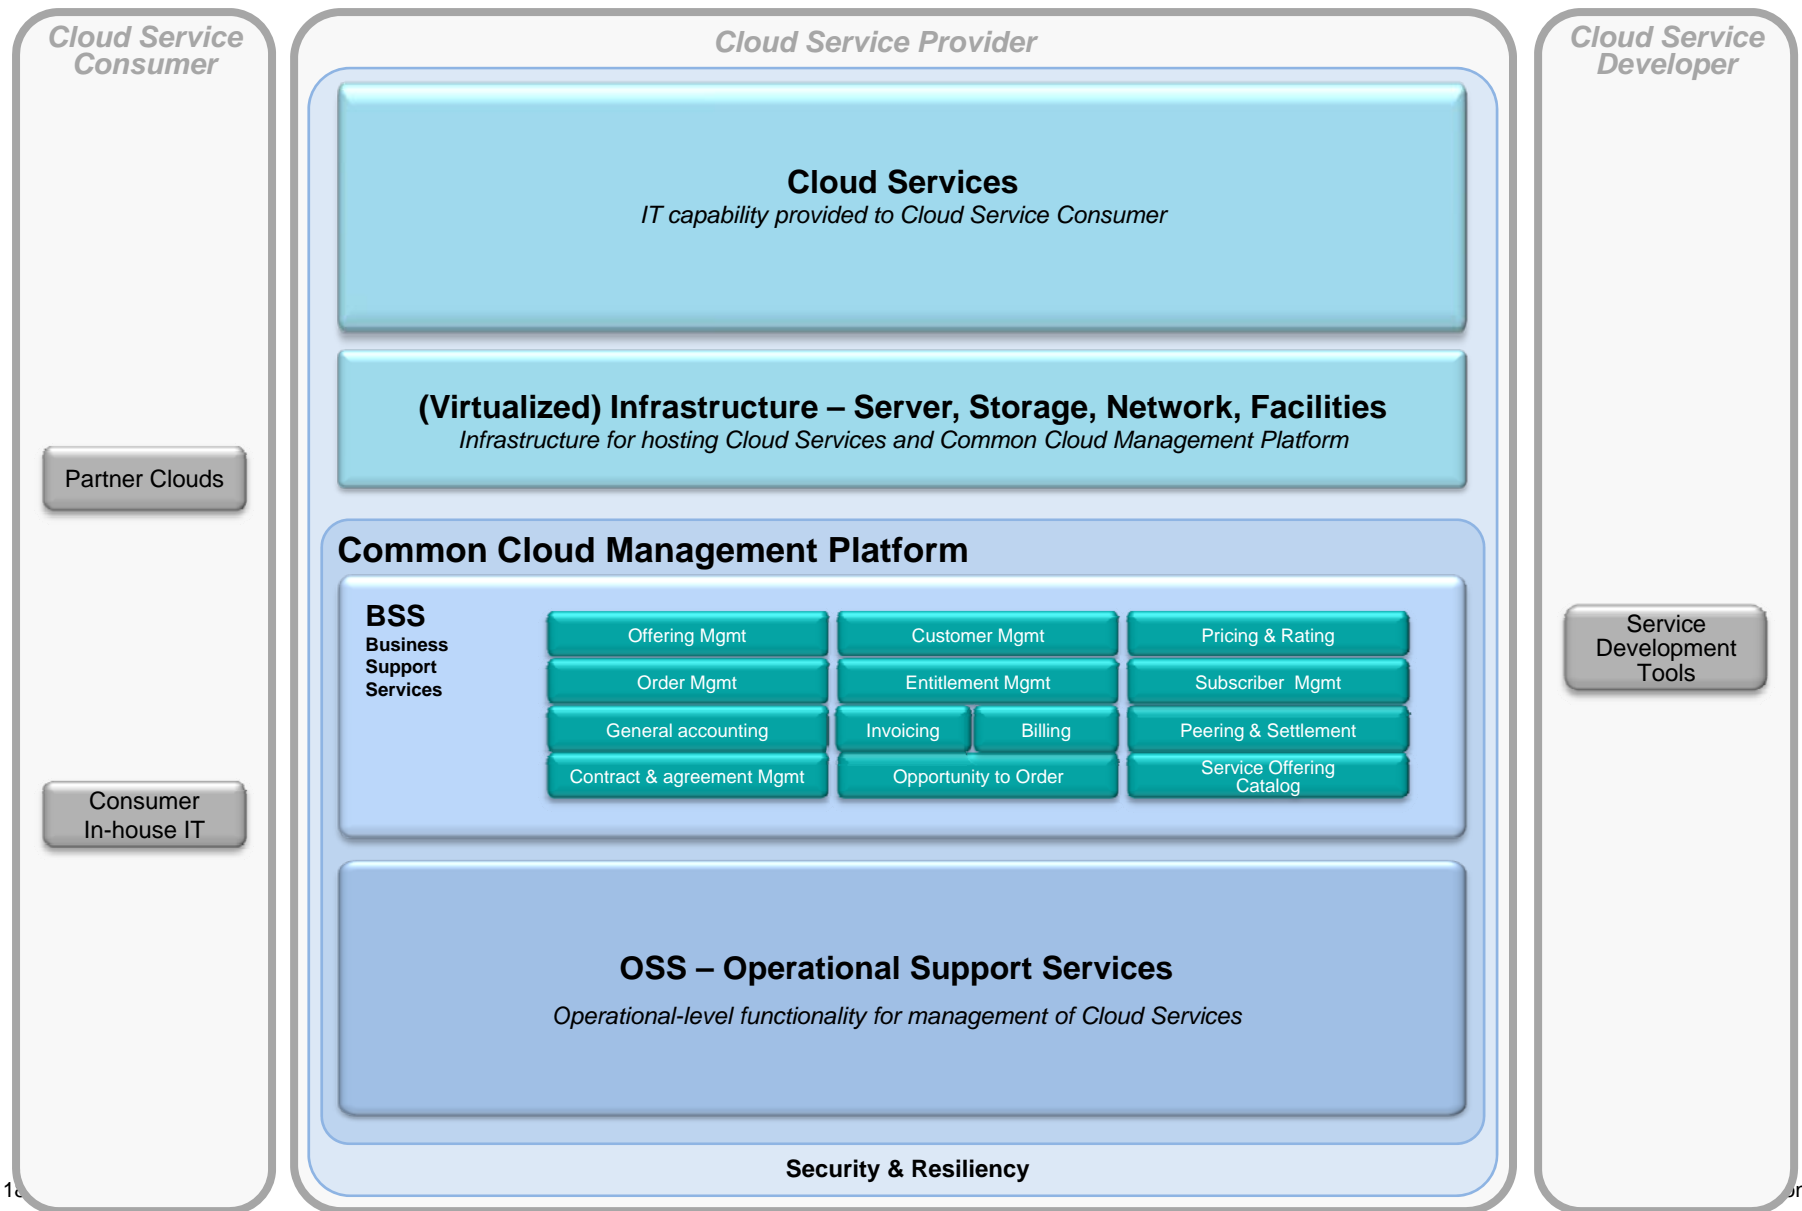 Cloud Service
Consumer
Cloud Service Provider
Cloud Service
Developer
Cloud Services
IT capability provided to Cloud Service Consumer
(Virtualized) Infrastructure – Server, Storage, Network, Facilities
Infrastructure for hosting Cloud Services and Common Cloud Management Platform
Partner Clouds
Common Cloud Management Platform
BSS
Business
Support
Services
Offering Mgmt
Customer Mgmt
Pricing & Rating
Order Mgmt
Entitlement Mgmt
Subscriber Mgmt
General accounting
Invoicing
Billing
Peering & Settlement
Contract & agreement Mgmt
Opportunity to Order
Service Offering
Catalog
Service
Development
Tools
Consumer
In-house IT
OSS – Operational Support Services
Operational-level functionality for management of Cloud Services
Security & Resiliency